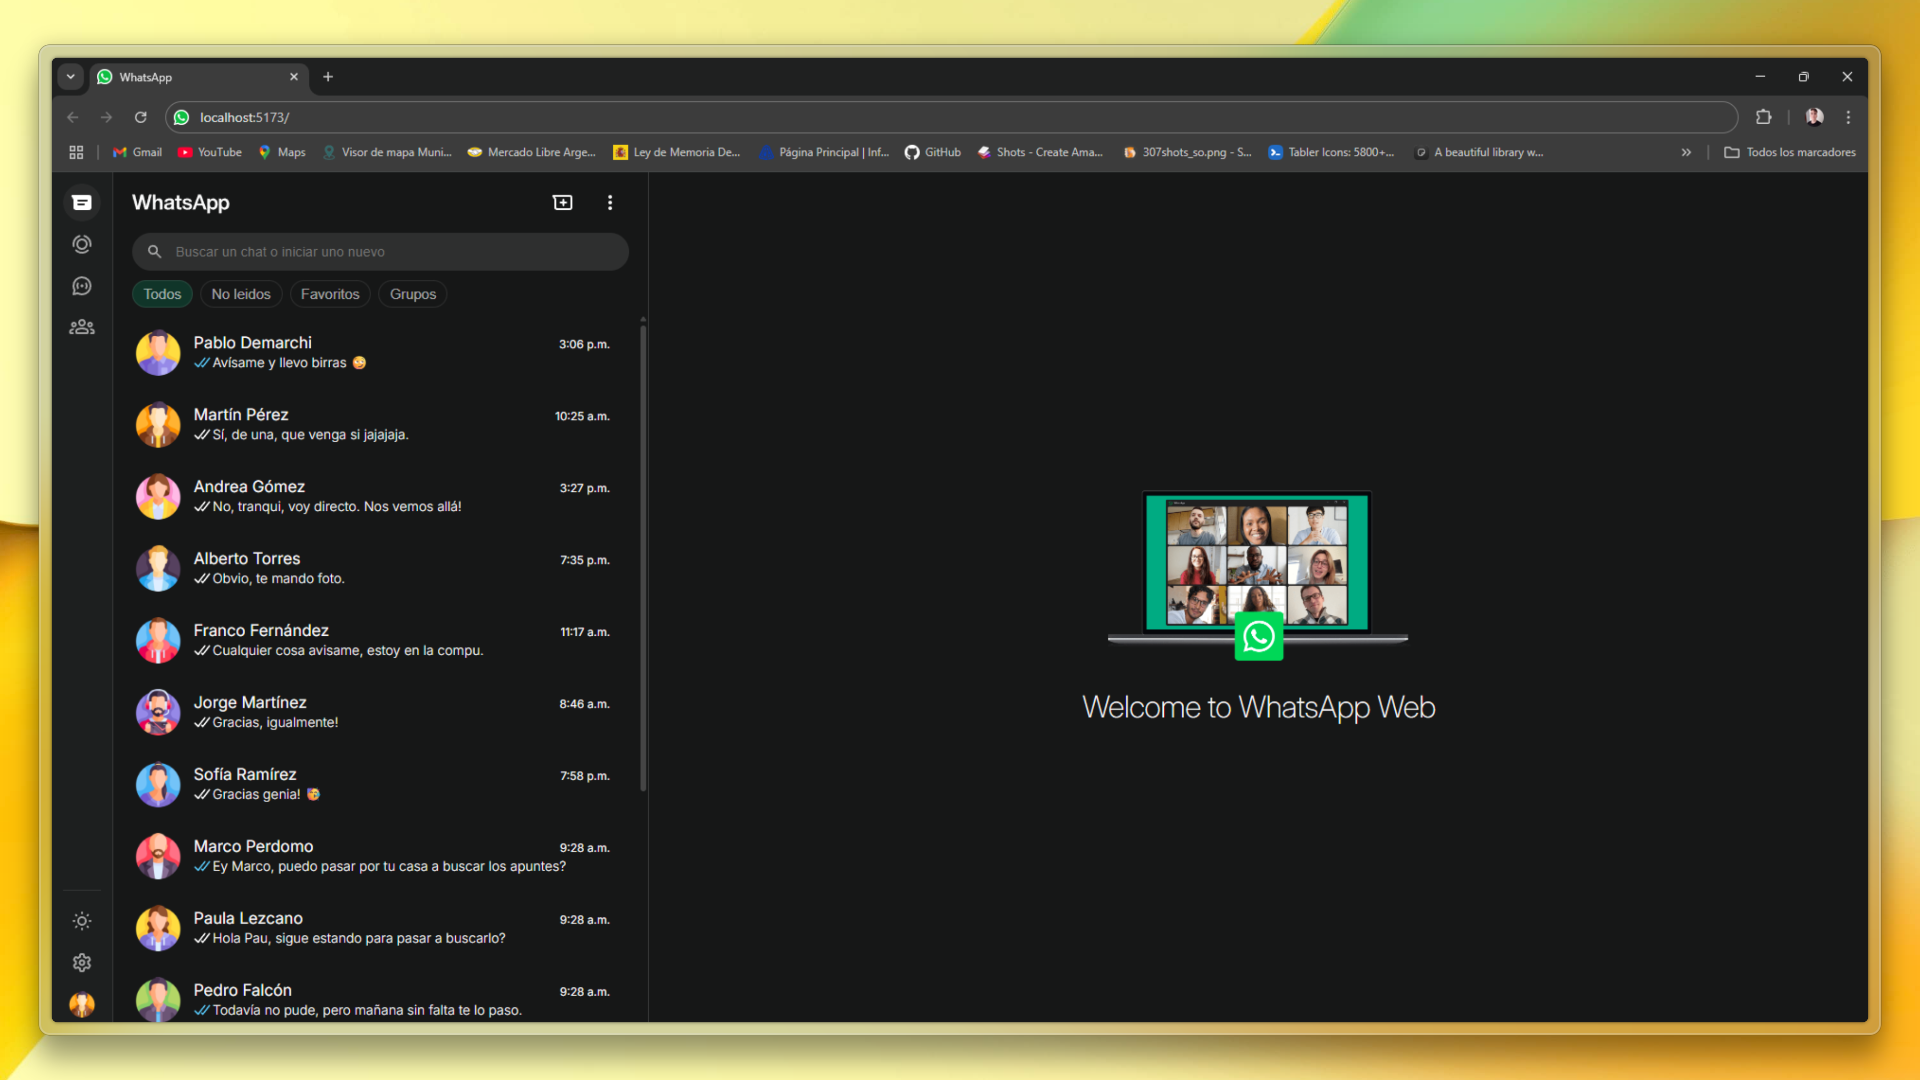 WhatsApp
localhost:5173/
Gmail
YouTube
Maps
Visor de mapa Muni...
Mercado Libre Arge...
Ley de Memoria De...
Página Principal | Inf...
GitHub
Shots - Create Ama...
307shots_so.png - S...
Tabler Icons: 5800+...
A beautiful library w...
Todos los marcadores
WhatsApp
Buscar un chat o iniciar uno nuevo
Todos
No leidos
Favoritos
Grupos
Pablo Demarchi
3:06 p.m.
Avísame y llevo birras 🤪
Martín Pérez
10:25 a.m.
Sí, de una, que venga si jajajaja.
Andrea Gómez
3:27 p.m.
No, tranqui, voy directo. Nos vemos allá!
Alberto Torres
7:35 p.m.
Obvio, te mando foto.
Franco Fernández
11:17 a.m.
Cualquier cosa avisame, estoy en la compu.
Jorge Martínez
8:46 a.m.
Gracias, igualmente!
Sofía Ramírez
7:58 p.m.
Gracias genia! 🥳
Marco Perdomo
9:28 a.m.
Ey Marco, puedo pasar por tu casa a buscar los apuntes?
Paula Lezcano
9:28 a.m.
Hola Pau, sigue estando para pasar a buscarlo?
Pedro Falcón
9:28 a.m.
Todavía no pude, pero mañana sin falta te lo paso.
Welcome to WhatsApp Web